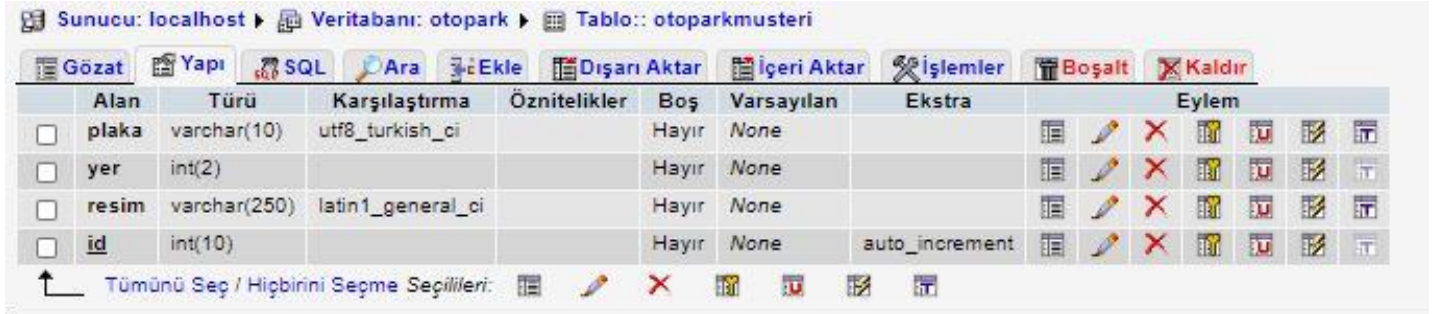 Sunucu: localhost ▶ Veritabanı: otopark ▶ Tablo:: otoparkmusteri
Gözat Yapı SQL Ara Ekle Dışarı Aktar İçeri Aktar İşlemler Boşalt Kaldır
Alan Türü Karşılaştırma Öznitelikler Boş Varsayılan Ekstra Eylem
plaka varchar(10) utf8_turkish_ci Hayır None
yer int(2) Hayır None
resim varchar(250) latin1_general_ci Hayır None
id int(10) Hayır None auto_increment
Tümünü Seç / Hiçbirini Seçme Seçilileri: